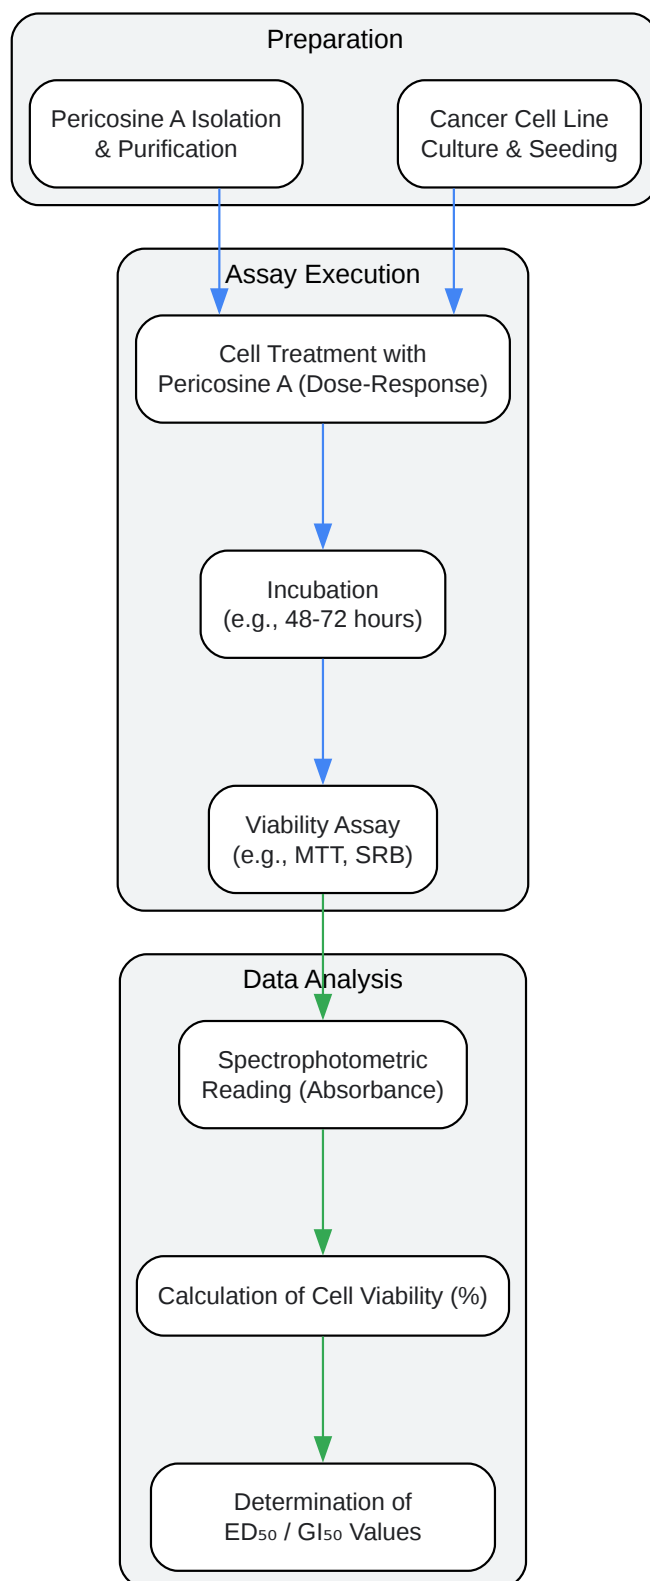 Preparation
Pericosine A Isolation
& Purification
Cancer Cell Line
Culture & Seeding
Assay Execution
Cell Treatment with
Pericosine A (Dose-Response)
Incubation
(e.g., 48-72 hours)
Viability Assay
(e.g., MTT, SRB)
Data Analysis
Spectrophotometric
Reading (Absorbance)
Calculation of Cell Viability (%)
Determination of
ED₅₀ / GI₅₀ Values